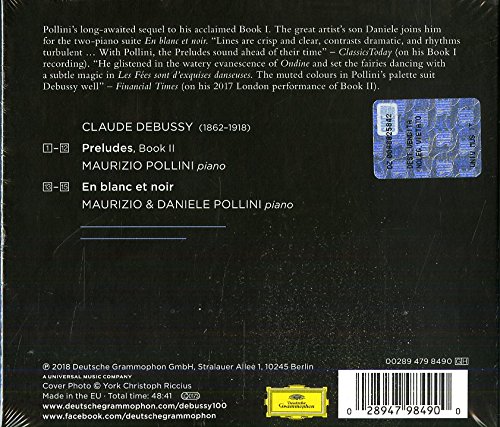 Pollini's long-awaited sequel to his acclaimed Book I. The great artist's son Daniele joins him
for the two-piano suite En blanc et noir. "Lines are crisp and clear, contrasts dramatic, and rhythms
turbulent … With Pollini, the Preludes sound ahead of their time" – ClassicsToday (on his Book I
recording). "He glistened in the watery evanescence of Ondine and set the fairies dancing with
a subtle magic in Les Fées sont d'exquises danseuses. The muted colours in Pollini's palette suit
Debussy well" – Financial Times (on his 2017 London performance of Book II).
CLAUDE DEBUSSY (1862–1918)
1–12 Preludes, Book II
MAURIZIO POLLINI piano
13–15 En blanc et noir
MAURIZIO & DANIELE POLLINI piano
℗ 2018 Deutsche Grammophon GmbH, Stralauer Allee 1, 10245 Berlin
A UNIVERSAL MUSIC COMPANY
Cover Photo © York Christoph Riccius
Made in the EU · Total time: 48:41
www.deutschegrammophon.com/debussy100
www.facebook.com/deutschegrammophon
Deutsche
Grammophon
00289 479 8490 GH
0 28947 98490 0